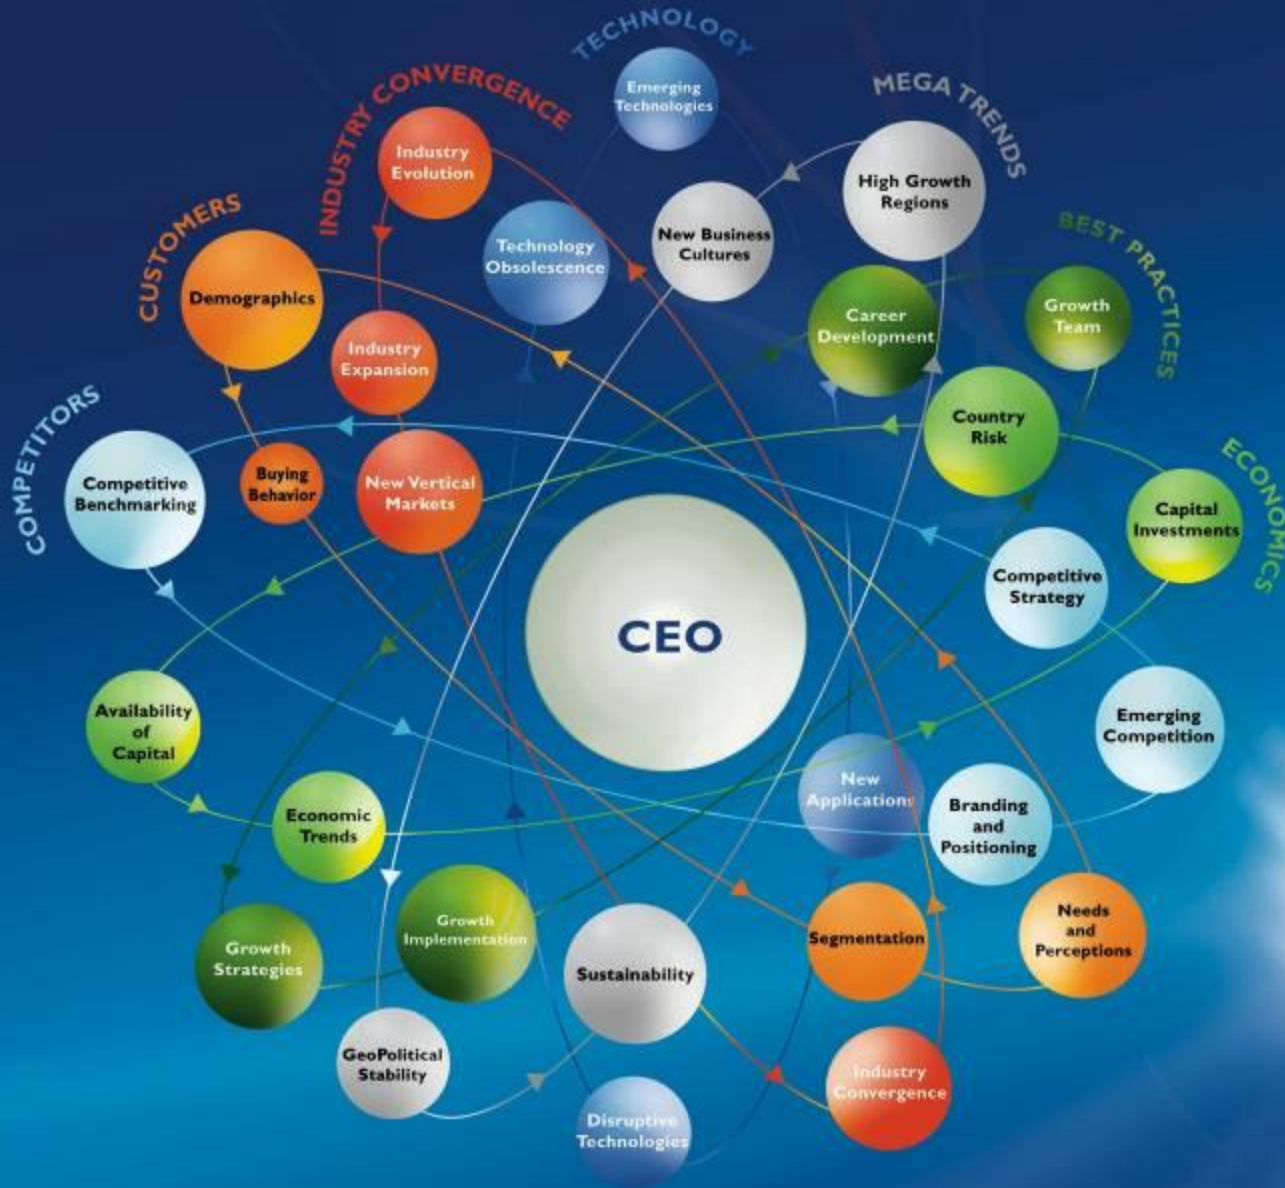 TECHNOLOGY
INDUSTRY CONVERGENCE
MEGA TRENDS
CUSTOMERS
BEST PRACTICES
COMPETITORS
ECONOMICS
Emerging
Technologies
Industry
Evolution
High Growth
Regions
New Business
Cultures
Technology
Obsolescence
Demographics
Career
Development
Growth
Team
Industry
Expansion
Country
Risk
Competitive
Benchmarking
Buying
Behavior
New Vertical
Markets
Capital
Investments
Competitive
Strategy
CEO
Availability
of
Capital
Emerging
Competition
New
Applications
Branding
and
Positioning
Economic
Trends
Growth
Implementation
Needs
and
Perceptions
Segmentation
Growth
Strategies
Sustainability
GeoPolitical
Stability
Industry
Convergence
Disruptive
Technologies